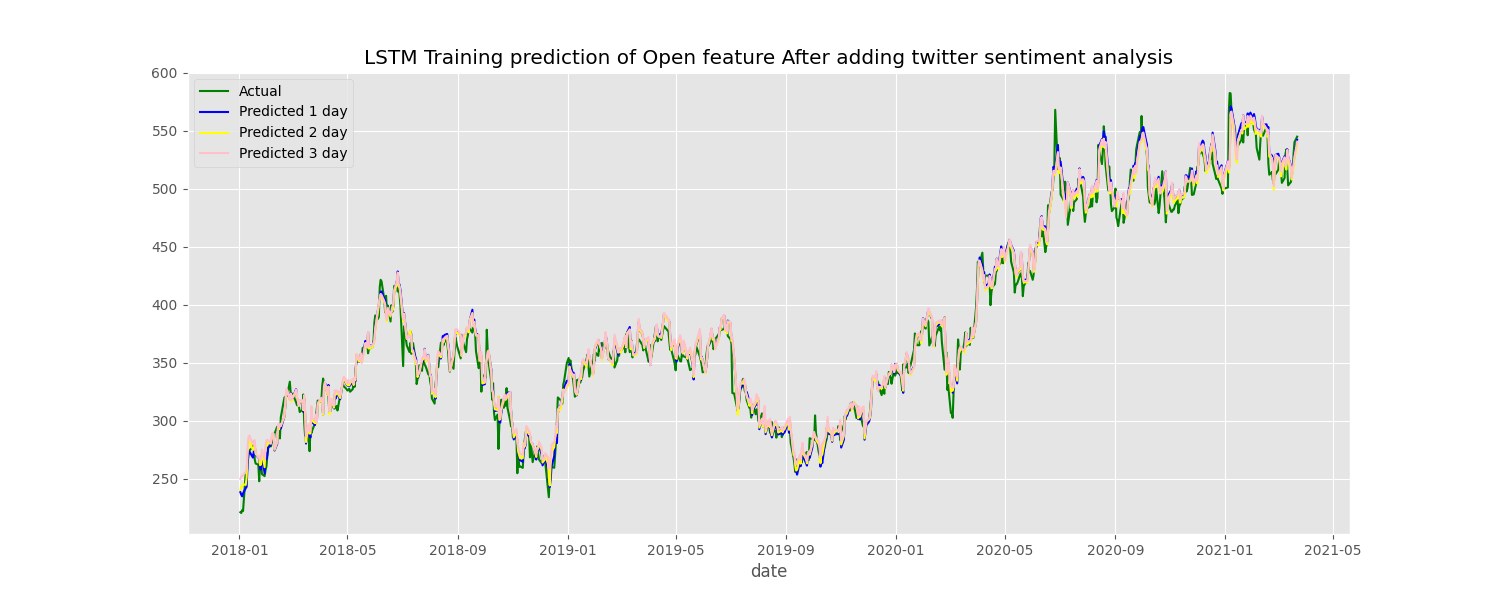 LSTM Training prediction of Open feature After adding twitter sentiment analysis
600
550
500
450
400
350
300
250
Actual
Predicted 1 day
Predicted 2 day
Predicted 3 day
2018-01 2018-05 2018-09 2019-01 2019-05 2019-09 2020-01 2020-05 2020-09 2021-01 2021-05
date